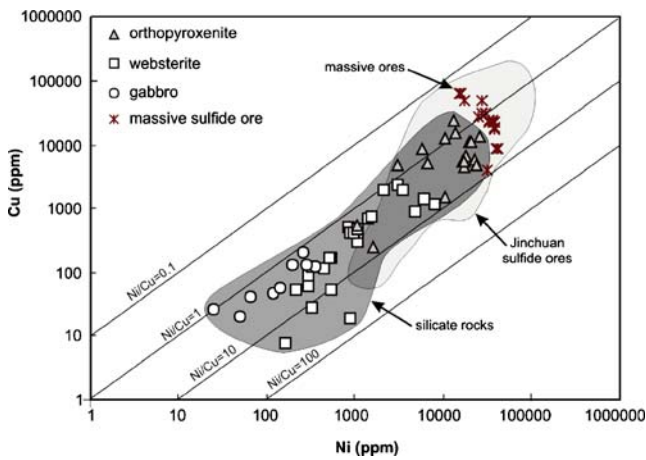 1000000
100000
10000
1000
100
10
1
Cu (ppm)
orthopyroxenite
websterite
gabbro
massive sulfide ore
massive ores
Jinchuan
sulfide ores
silicate rocks
Ni/Cu=0.1
Ni/Cu=1
Ni/Cu=10
Ni/Cu=100
1
10
100
1000
10000
100000
1000000
Ni (ppm)